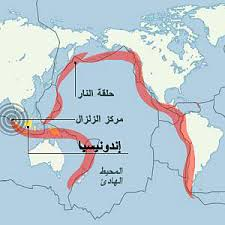 حلقة النار
مركز الزلزال
إندونيسيا
المحيط
الهادئ